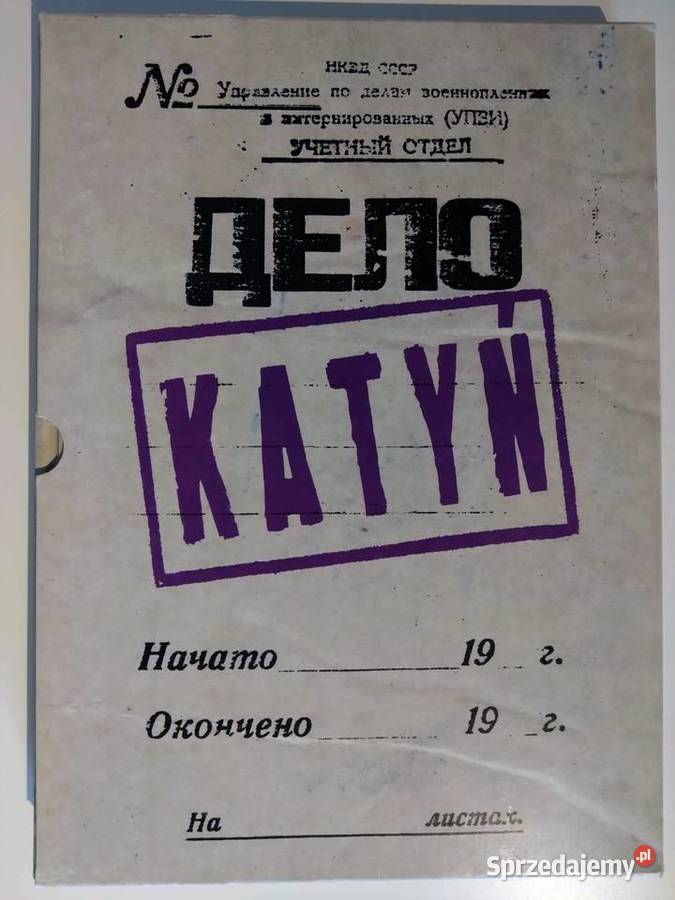 НКВД СССР
№ Управление по делам военнопленных
и интернированных (УПВИ)
УЧЕТНЫЙ ОТДЕЛ
ДЕЛО
KATYŃ
Начато 19 г.
Окончено 19 г.
На листах.
Sprzedajemy.pl